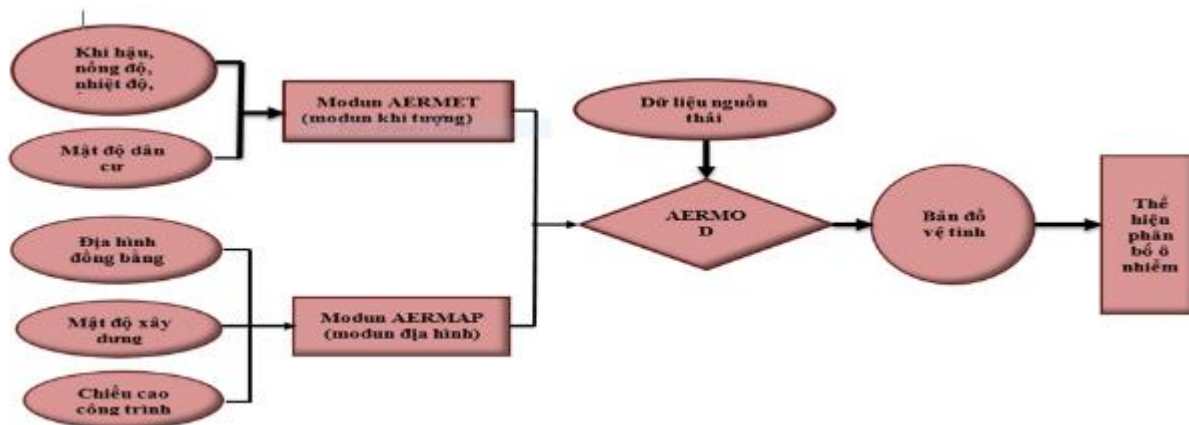 Khí hậu,
nồng độ,
nhiệt độ,
Mật độ dân
cư
Modun AERMET
(modun khí tượng)
Địa hình
đồng bằng
Mật độ xây
dưng
Chiều cao
công trình
Modun AERMAP
(modun địa hình)
Dữ liệu nguồn
thải
AERMO
D
Bản đồ
vệ tinh
Thể
hiện
phân
bố ô
nhiễm